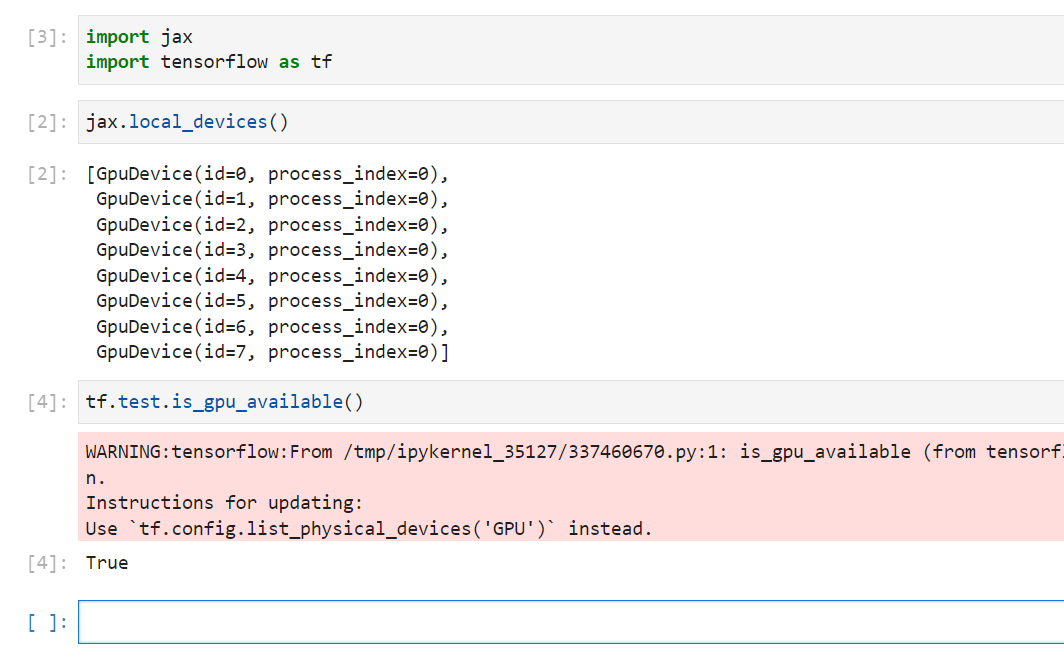 [3]: import jax
import tensorflow as tf
[2]: jax.local_devices()
[2]: [GpuDevice(id=0, process_index=0),
GpuDevice(id=1, process_index=0),
GpuDevice(id=2, process_index=0),
GpuDevice(id=3, process_index=0),
GpuDevice(id=4, process_index=0),
GpuDevice(id=5, process_index=0),
GpuDevice(id=6, process_index=0),
GpuDevice(id=7, process_index=0)]
[4]: tf.test.is_gpu_available()
WARNING:tensorflow:From /tmp/ipykernel_35127/337460670.py:1: is_gpu_available (from tensorf
n.
Instructions for updating:
Use `tf.config.list_physical_devices('GPU')` instead.
[4]: True
[ ]: